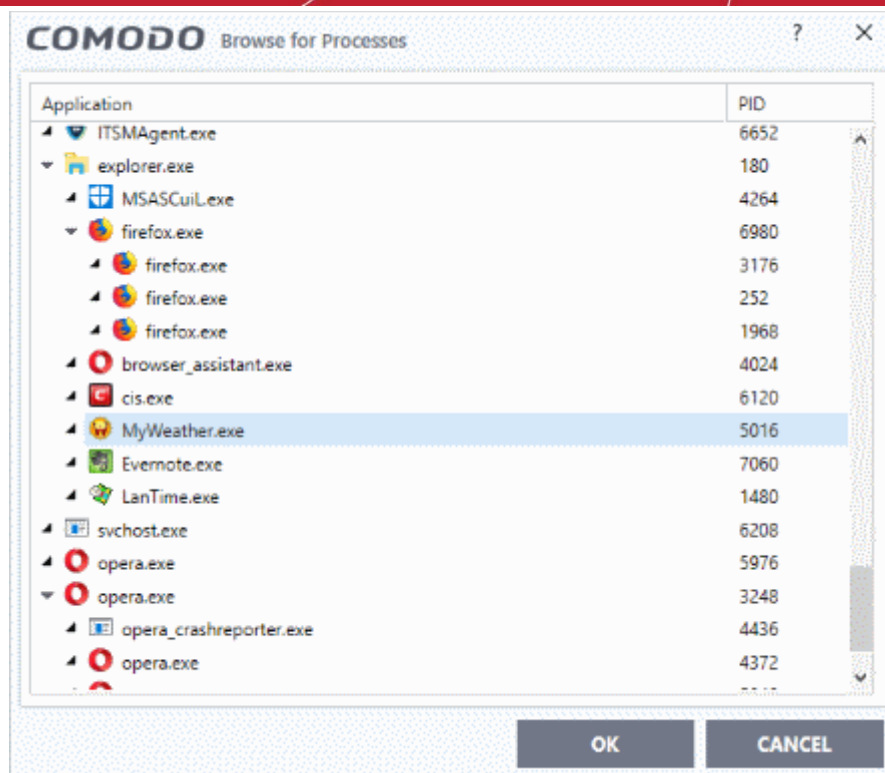 COMODO Browse for Processes ?
Application PID
ITSMAgent.exe 6652
explorer.exe 180
MSASCuiL.exe 4264
firefox.exe 6980
firefox.exe 3176
firefox.exe 252
firefox.exe 1968
browser_assistant.exe 4024
cis.exe 6120
MyWeather.exe 5016
Evernote.exe 7060
LanTime.exe 1480
svchost.exe 6208
opera.exe 5976
opera.exe 3248
opera_crashreporter.exe 4436
opera.exe 4372
OK CANCEL